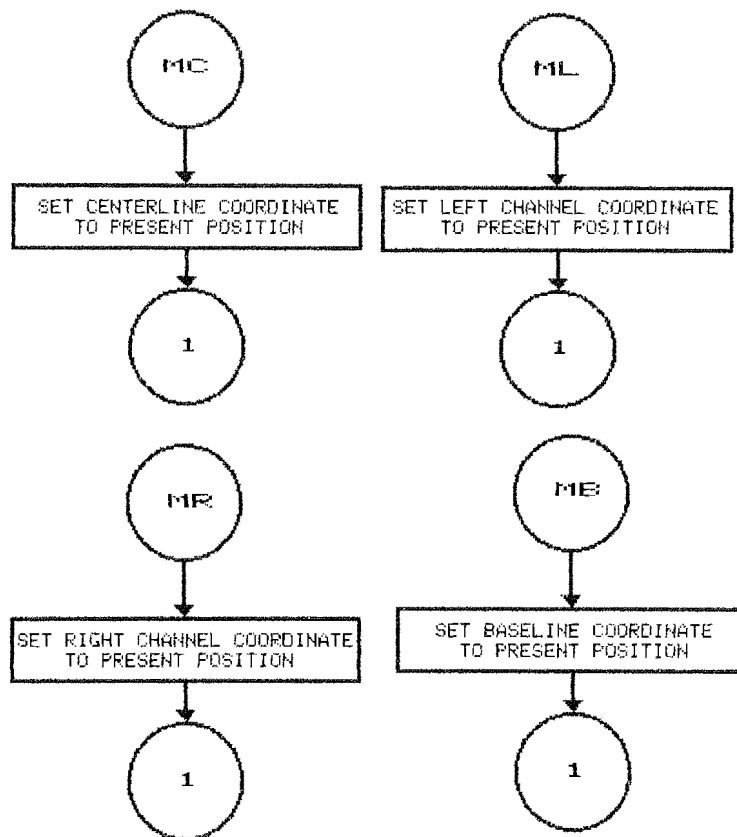 MC
SET CENTERLINE COORDINATE
TO PRESENT POSITION
1
ML
SET LEFT CHANNEL COORDINATE
TO PRESENT POSITION
1
MR
SET RIGHT CHANNEL COORDINATE
TO PRESENT POSITION
1
MB
SET BASELINE COORDINATE
TO PRESENT POSITION
1